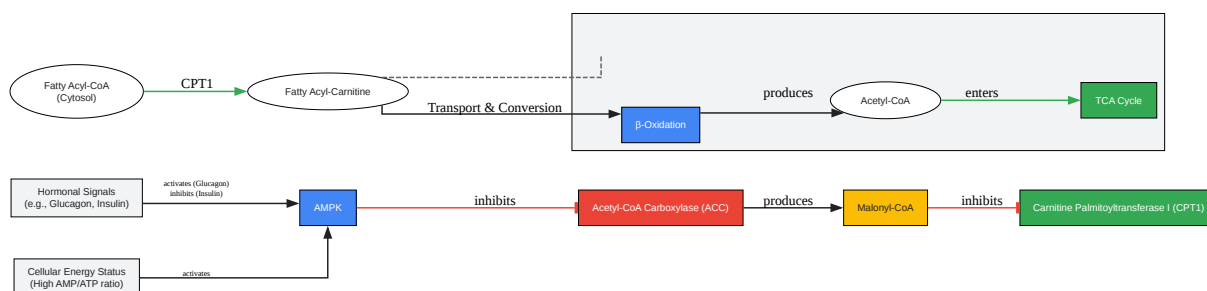 Fatty Acyl-CoA
(Cytosol)
CPT1
Fatty Acyl-Carnitine
Transport & Conversion
β-Oxidation
produces
Acetyl-CoA
enters
TCA Cycle
Hormonal Signals
(e.g., Glucagon, Insulin)
activates (Glucagon)
inhibits (Insulin)
AMPK
inhibits
Acetyl-CoA Carboxylase (ACC)
produces
Malonyl-CoA
inhibits
Carnitine Palmitoyltransferase I (CPT1)
Cellular Energy Status
(High AMP/ATP ratio)
activates